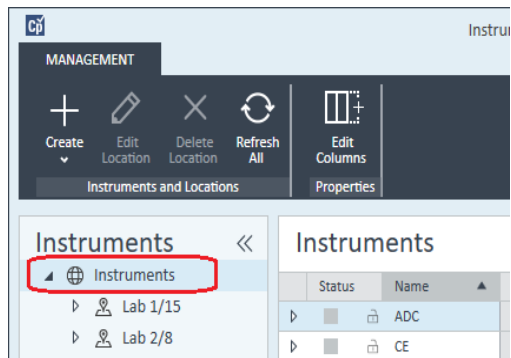 Cp
Instru
MANAGEMENT
Create
Edit Location
Delete Location
Refresh All
Edit Columns
Instruments and Locations
Properties
Instruments
Instruments
Lab 1/15
Lab 2/8
Instruments
Status Name
ADC
CE